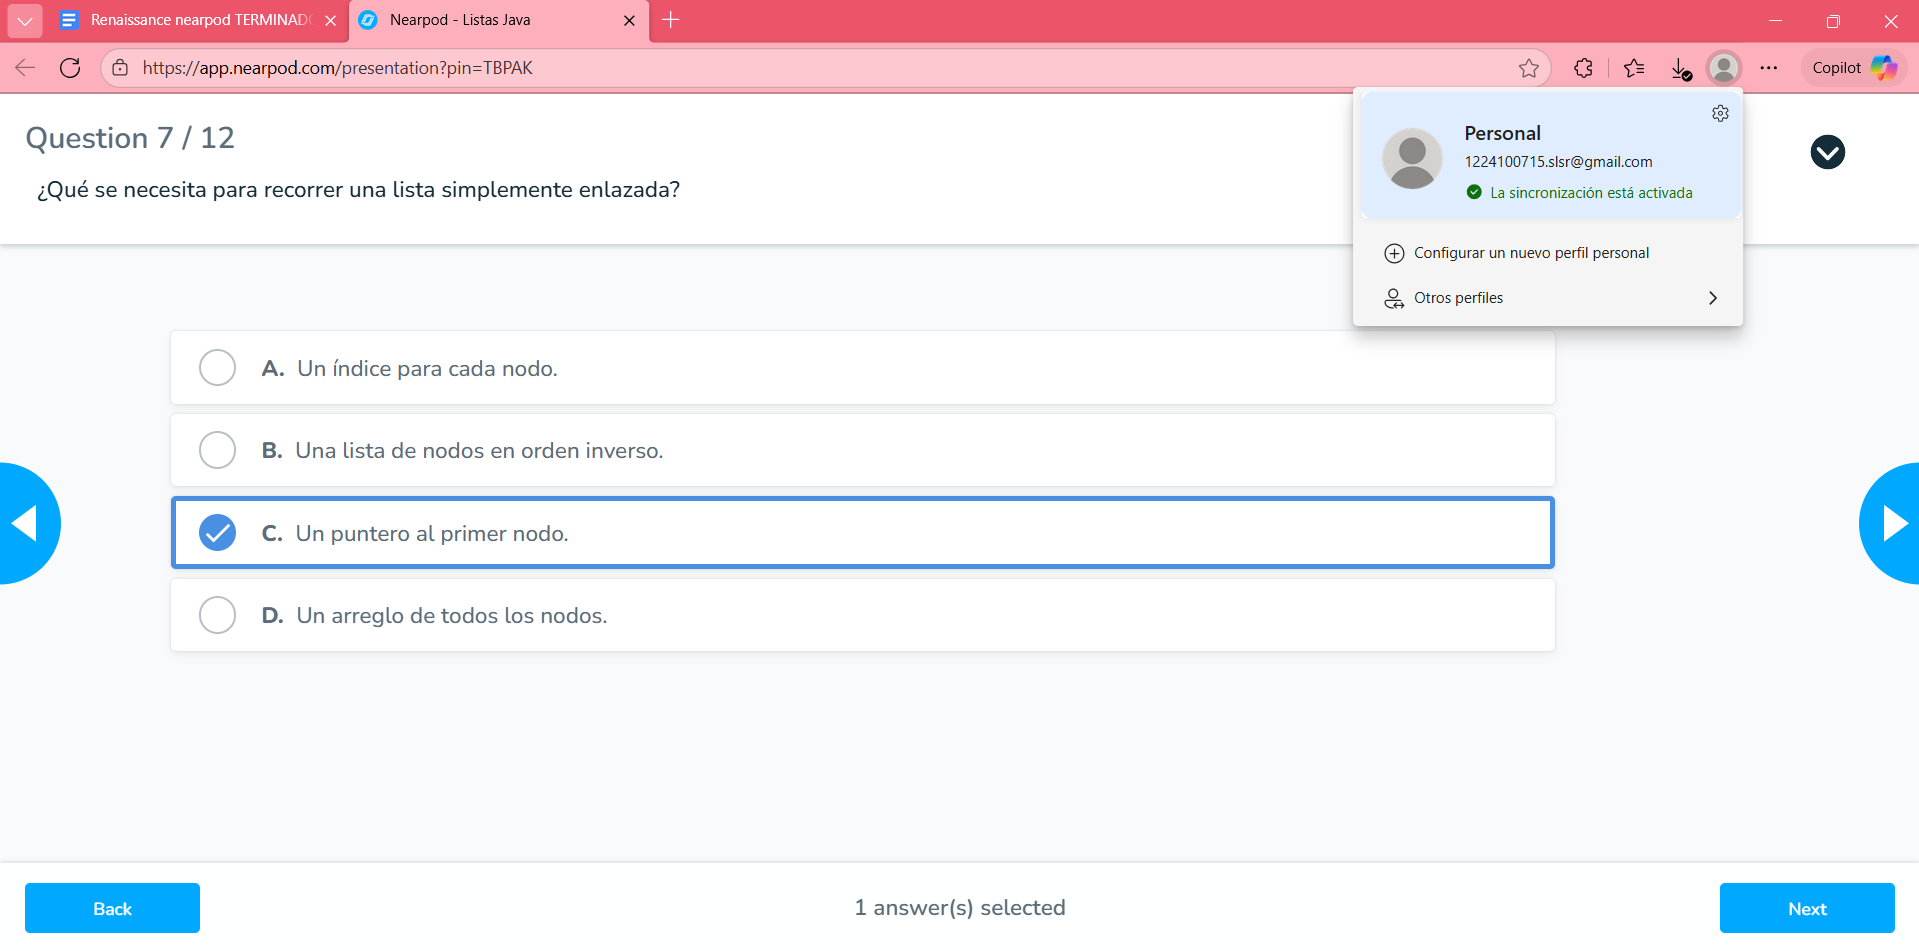 Renaissance nearpod TERMINADO
Nearpod - Listas Java
https://app.nearpod.com/presentation?pin=TBPAK
Copilot
Question 7 / 12
¿Qué se necesita para recorrer una lista simplemente enlazada?
Personal
1224100715.slsr@gmail.com
La sincronización está activada
Configurar un nuevo perfil personal
Otros perfiles
A. Un índice para cada nodo.
B. Una lista de nodos en orden inverso.
C. Un puntero al primer nodo.
D. Un arreglo de todos los nodos.
Back
1 answer(s) selected
Next